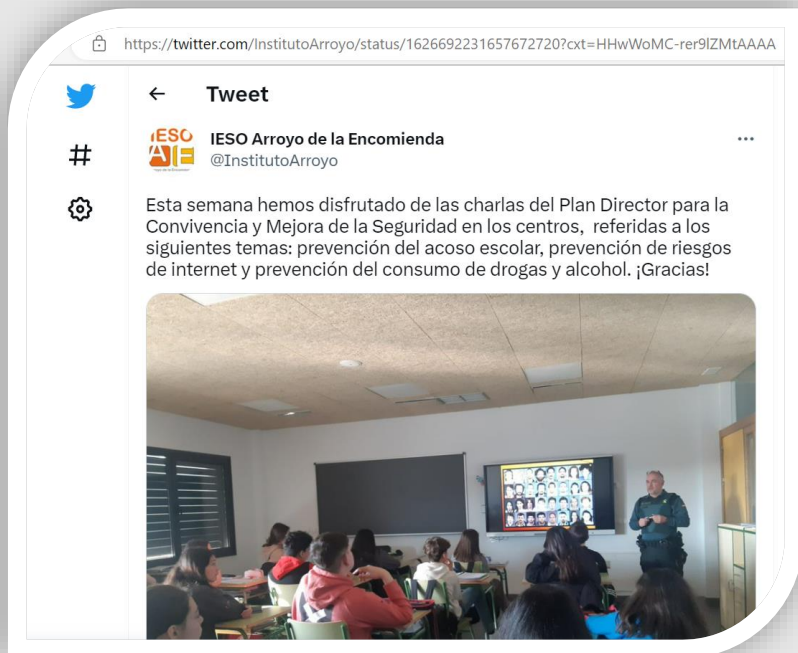 https://twitter.com/InstitutoArroyo/status/1626692231657672720?cxt=HHwWoMC-rer9lZMtAAAA
Tweet
IESO
IESO Arroyo de la Encomienda
@InstitutoArroyo
Esta semana hemos disfrutado de las charlas del Plan Director para la
Convivencia y Mejora de la Seguridad en los centros, referidas a los
siguientes temas: prevención del acoso escolar, prevención de riesgos
de internet y prevención del consumo de drogas y alcohol. ¡Gracias!